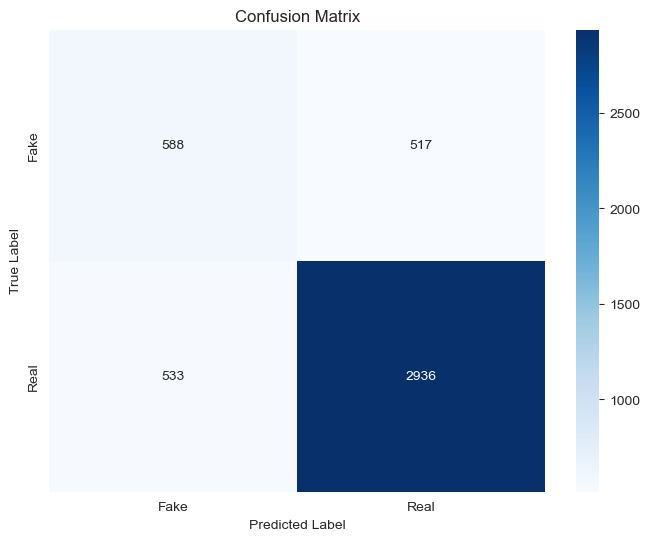 Confusion Matrix
True Label
Fake
588
517
Real
533
2936
Fake
Real
Predicted Label
2500
2000
1500
1000